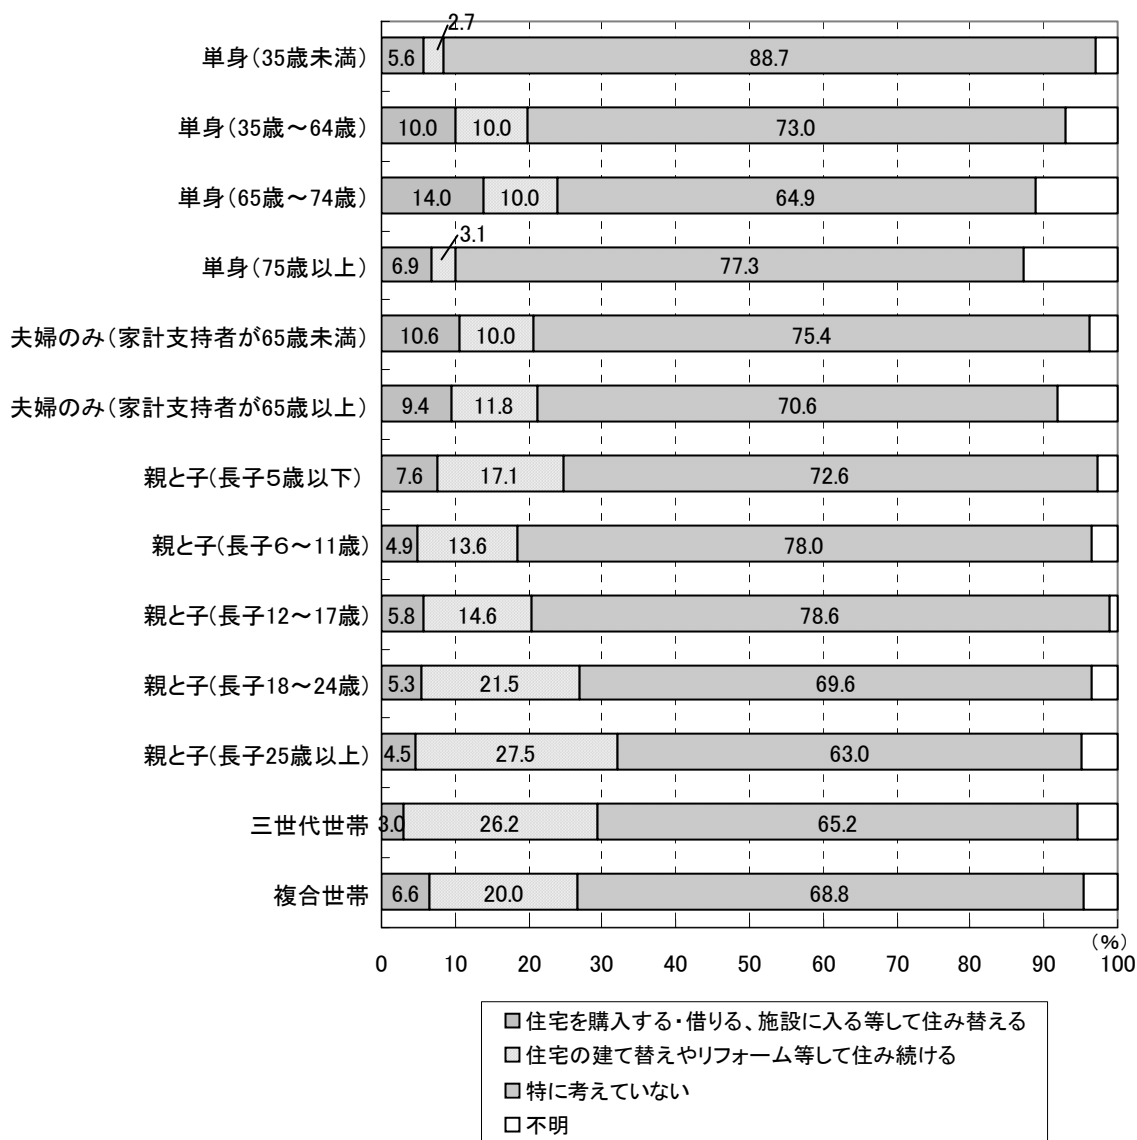 2.7
単身(35歳未満) 5.6 88.7
単身(35歳～64歳) 10.0 10.0 73.0
単身(65歳～74歳) 14.0 10.0 64.9
3.1
単身(75歳以上) 6.9 77.3
夫婦のみ(家計支持者が65歳未満) 10.6 10.0 75.4
夫婦のみ(家計支持者が65歳以上) 9.4 11.8 70.6
親と子(長子５歳以下) 7.6 17.1 72.6
親と子(長子６～11歳) 4.9 13.6 78.0
親と子(長子12～17歳) 5.8 14.6 78.6
親と子(長子18～24歳) 5.3 21.5 69.6
親と子(長子25歳以上) 4.5 27.5 63.0
三世代世帯 3.0 26.2 65.2
複合世帯 6.6 20.0 68.8
(%)
0 10 20 30 40 50 60 70 80 90 100
住宅を購入する・借りる、施設に入る等して住み替える
住宅の建て替えやリフォーム等して住み続ける
特に考えていない
不明